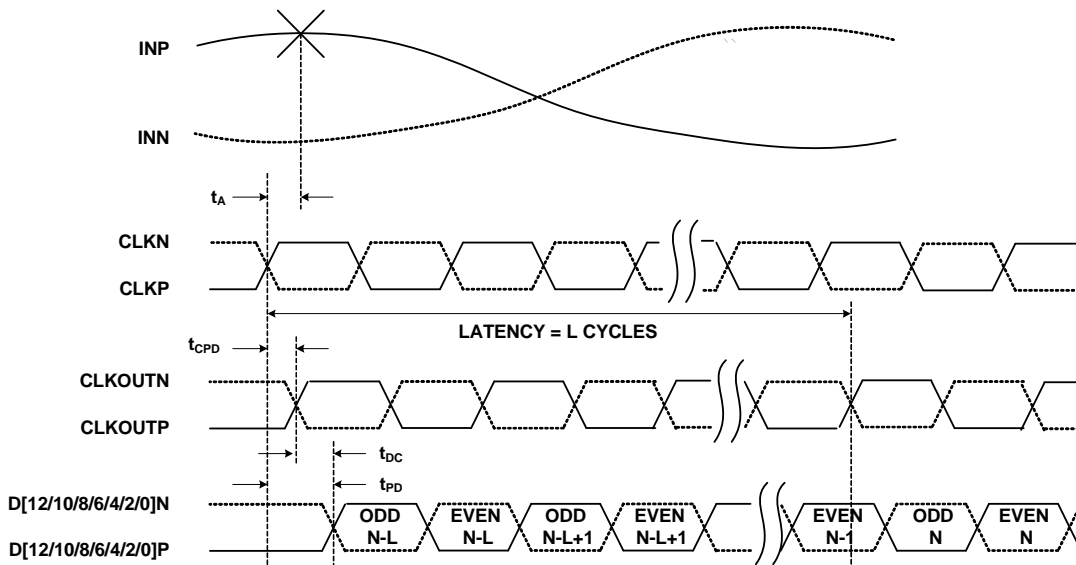 INP
INN
tA
CLKN
CLKP
LATENCY = L CYCLES
tCPD
CLKOUTN
CLKOUTP
tDC
tPD
D[12/10/8/6/4/2/0]N
D[12/10/8/6/4/2/0]P
ODD
N-L
EVEN
N-L
ODD
N-L+1
EVEN
N-L+1
EVEN
N-1
ODD
N
EVEN
N